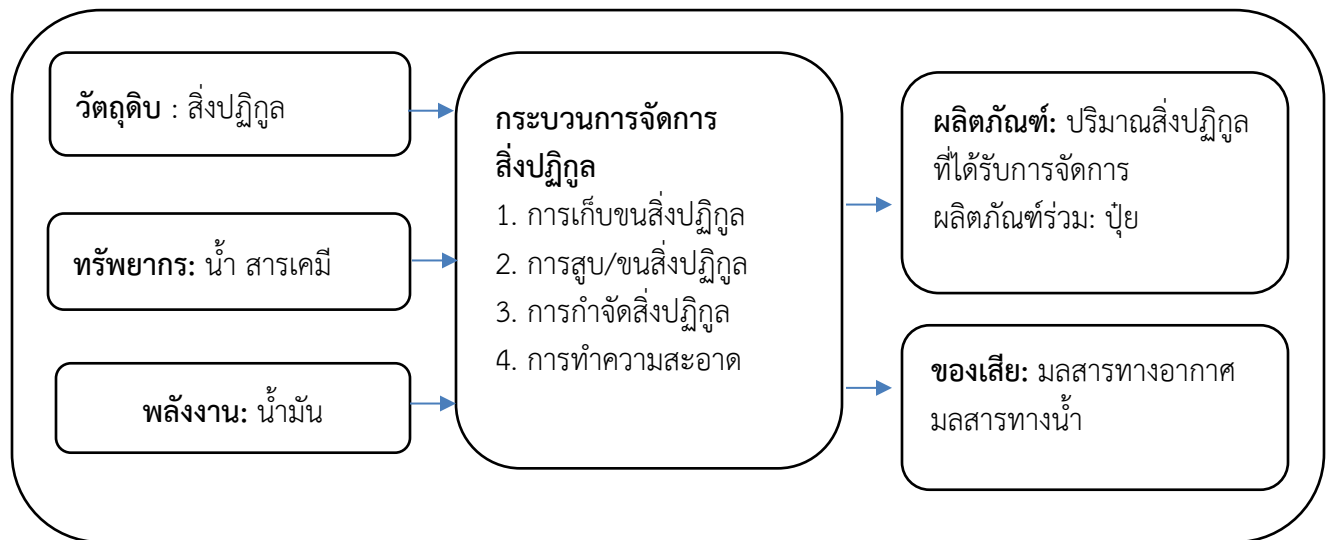 วัตถุดิบ : สิ่งปฏิกูล
ทรัพยากร: น้ำ สารเคมี
พลังงาน: น้ำมัน
กระบวนการจัดการ
สิ่งปฏิกูล
1. การเก็บขนสิ่งปฏิกูล
2. การสูบ/ขนสิ่งปฏิกูล
3. การกำจัดสิ่งปฏิกูล
4. การทำความสะอาด
ผลิตภัณฑ์: ปริมาณสิ่งปฏิกูล
ที่ได้รับการจัดการ
ผลิตภัณฑ์ร่วม: ปุ๋ย
ของเสีย: มลสารทางอากาศ
มลสารทางน้ำ